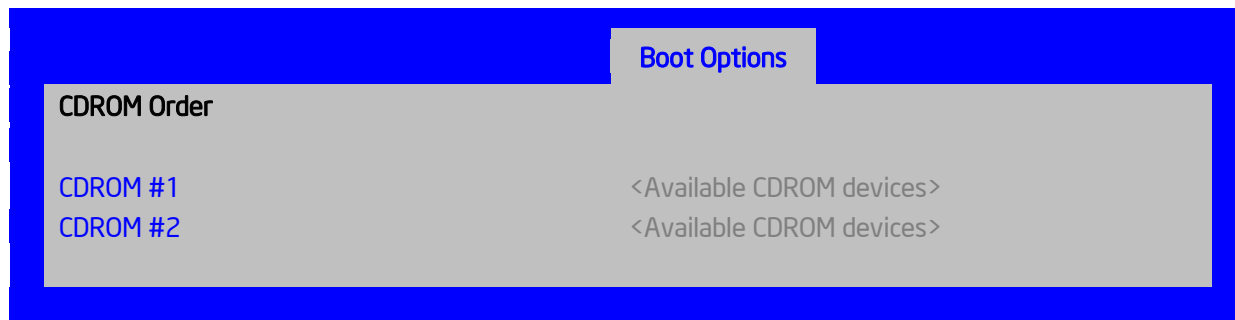 Boot Options
CDROM Order
CDROM #1 <Available CDROM devices>
CDROM #2 <Available CDROM devices>